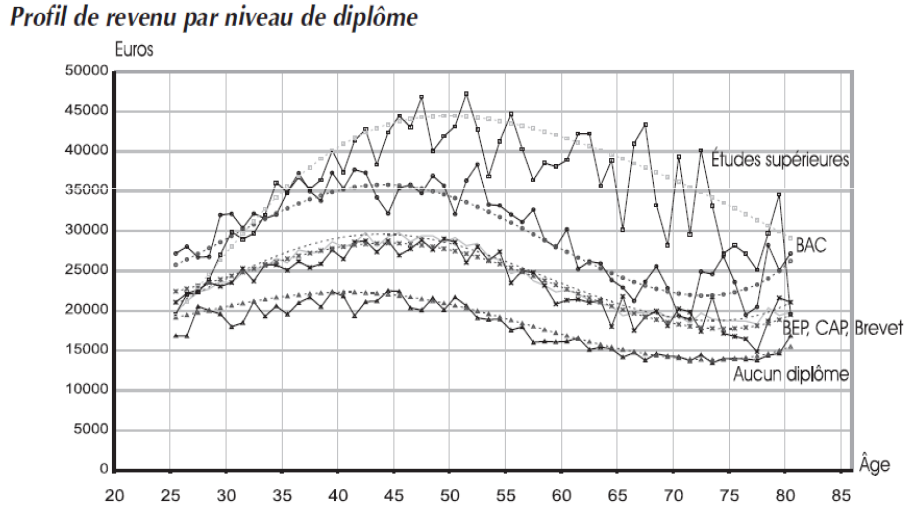 Profil de revenu par niveau de diplôme
Euros
50000
45000
40000
35000
30000
25000
20000
15000
10000
5000
0
Études supérieures
BAC
BEP, CAP, Brevet
Aucun diplôme
Âge
20 25 30 35 40 45 50 55 60 65 70 75 80 85